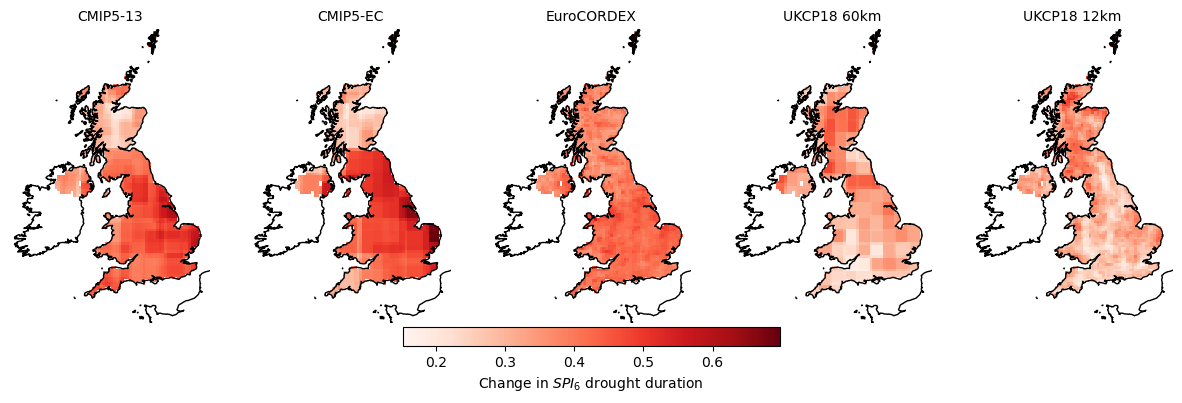 CMIP5-13 CMIP5-EC EuroCORDEX UKCP18 60km UKCP18 12km
0.2 0.3 0.4 0.5 0.6
Change in SPI₆ drought duration